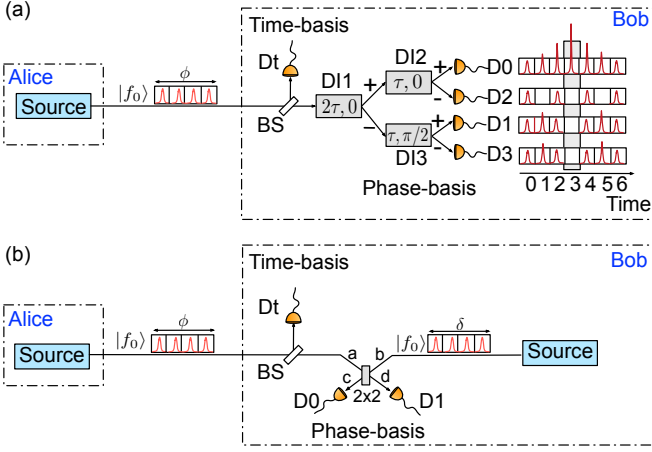 (a)
Time-basis
Bob
Alice
Source
|f₀⟩
ϕ
Dt
BS
DI1
2τ, 0
+
−
DI2
τ, 0
DI3
τ, π/2
+
-
+
-
D0
D2
D1
D3
Phase-basis
0 1 2 3 4 5 6
Time
(b)
Time-basis
Bob
Alice
Source
|f₀⟩
ϕ
Dt
BS
a
b
c
d
2x2
D0
D1
|f₀⟩
δ
Source
Phase-basis